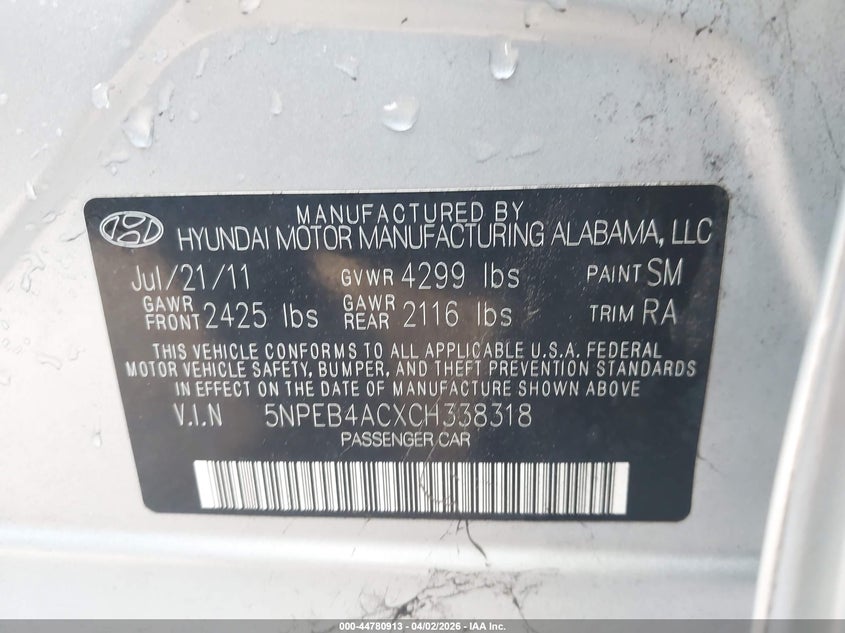 MANUFACTURED BY
HYUNDAI MOTOR MANUFACTURING ALABAMA, LLC
Jul/21/11 GVWR 4299 lbs PAINT SM
GAWR FRONT 2425 lbs GAWR REAR 2116 lbs TRIM RA
THIS VEHICLE CONFORMS TO ALL APPLICABLE U.S.A. FEDERAL
MOTOR VEHICLE SAFETY, BUMPER, AND THEFT PREVENTION STANDARDS
IN EFFECT ON THE DATE OF MANUFACTURE SHOWN ABOVE
V.I.N 5NPEB4ACXCH338318
PASSENGER CAR
000-44780913 - 04/02/2026 - IAA Inc.